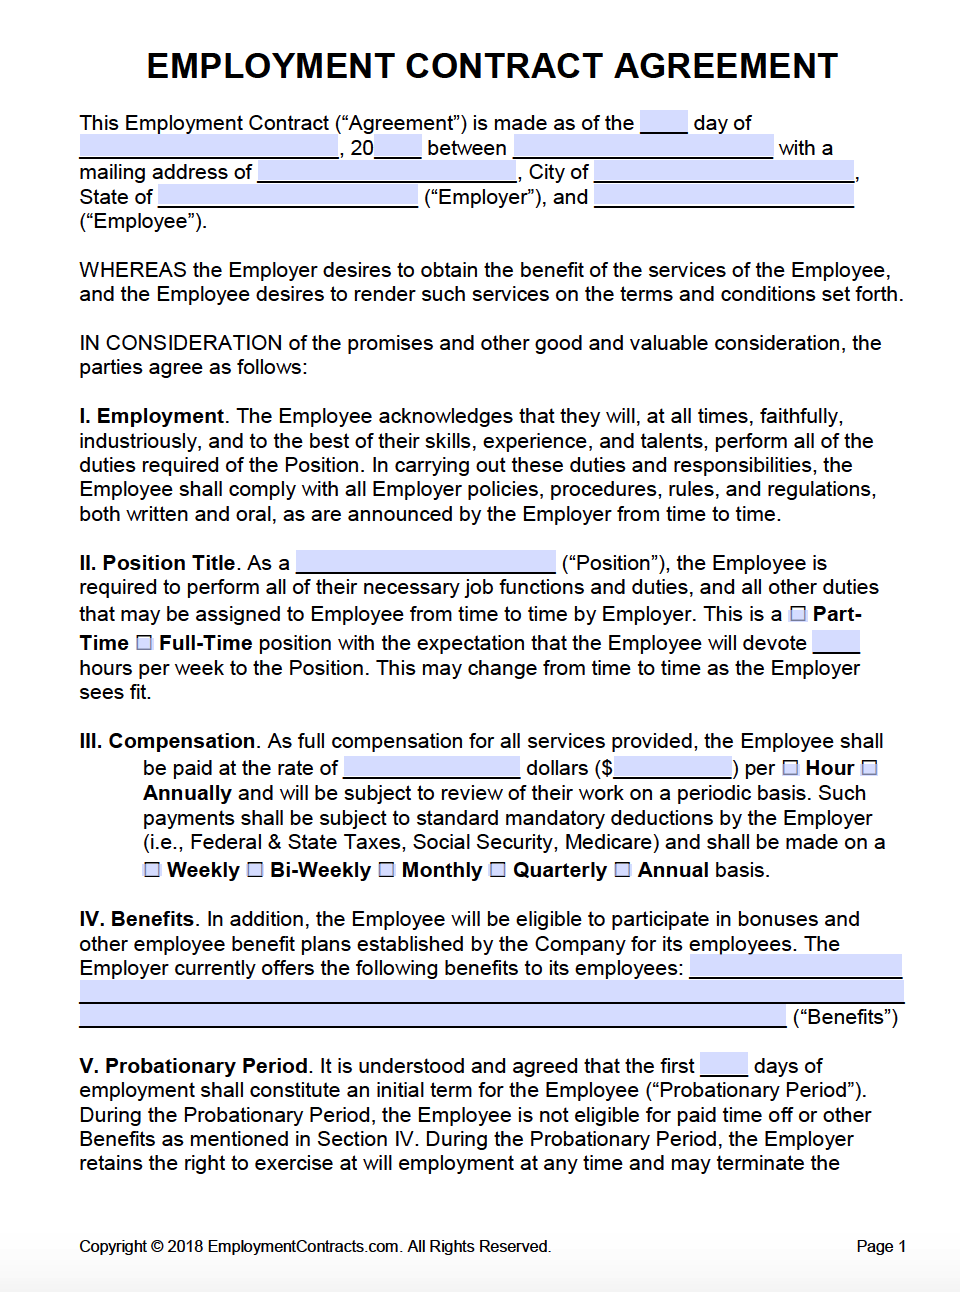 EMPLOYMENT CONTRACT AGREEMENT
This Employment Contract (“Agreement”) is made as of the ____ day of
____________________, 20____ between ____________________ with a
mailing address of ____________________, City of ____________________,
State of ____________________ (“Employer”), and ____________________
(“Employee”).
WHEREAS the Employer desires to obtain the benefit of the services of the Employee,
and the Employee desires to render such services on the terms and conditions set forth.
IN CONSIDERATION of the promises and other good and valuable consideration, the
parties agree as follows:
I. Employment. The Employee acknowledges that they will, at all times, faithfully,
industriously, and to the best of their skills, experience, and talents, perform all of the
duties required of the Position. In carrying out these duties and responsibilities, the
Employee shall comply with all Employer policies, procedures, rules, and regulations,
both written and oral, as are announced by the Employer from time to time.
II. Position Title. As a ____________________ (“Position”), the Employee is
required to perform all of their necessary job functions and duties, and all other duties
that may be assigned to Employee from time to time by Employer. This is a ☐ Part-
Time ☐ Full-Time position with the expectation that the Employee will devote ____
hours per week to the Position. This may change from time to time as the Employer
sees fit.
III. Compensation. As full compensation for all services provided, the Employee shall
be paid at the rate of ______________ dollars ($__________) per ☐ Hour ☐
Annually and will be subject to review of their work on a periodic basis. Such
payments shall be subject to standard mandatory deductions by the Employer
(i.e., Federal & State Taxes, Social Security, Medicare) and shall be made on a
☐ Weekly ☐ Bi-Weekly ☐ Monthly ☐ Quarterly ☐ Annual basis.
IV. Benefits. In addition, the Employee will be eligible to participate in bonuses and
other employee benefit plans established by the Company for its employees. The
Employer currently offers the following benefits to its employees: __________________
____________________________________________________________________
__________________________________________________________ (“Benefits”)
V. Probationary Period. It is understood and agreed that the first ____ days of
employment shall constitute an initial term for the Employee (“Probationary Period”).
During the Probationary Period, the Employee is not eligible for paid time off or other
Benefits as mentioned in Section IV. During the Probationary Period, the Employer
retains the right to exercise at will employment at any time and may terminate the
Copyright © 2018 EmploymentContracts.com. All Rights Reserved. Page 1